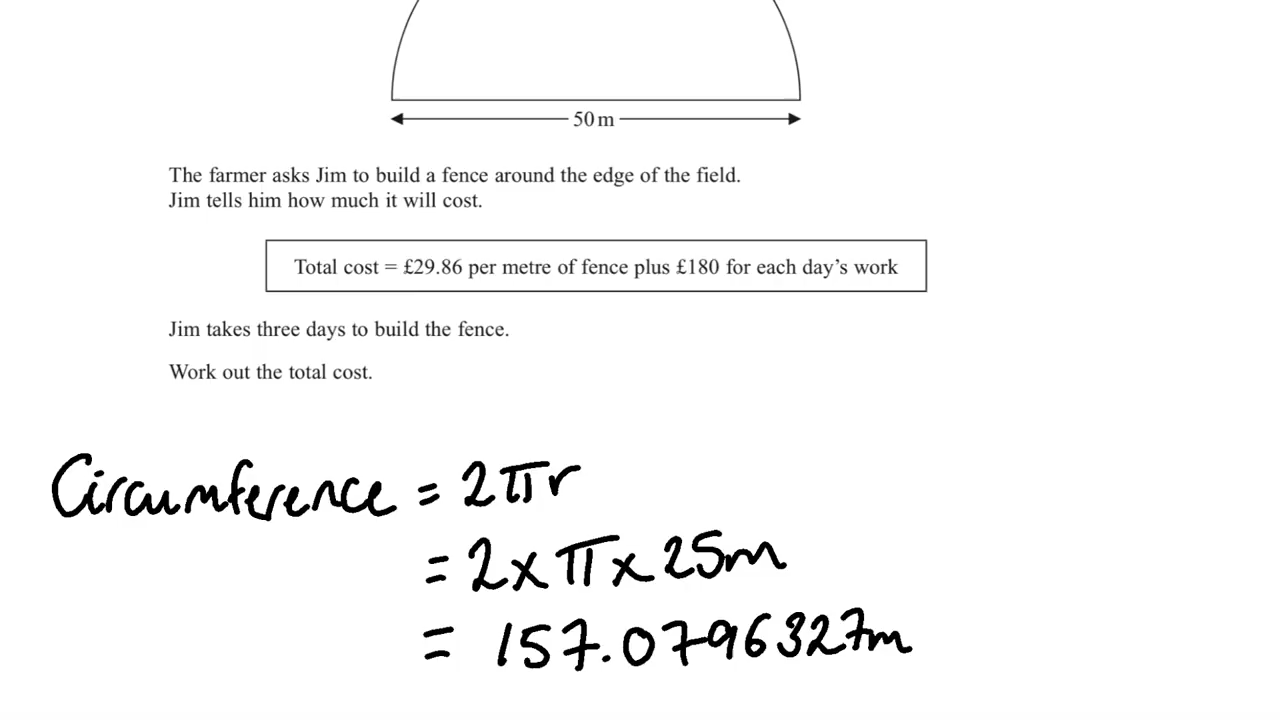 50 m
The farmer asks Jim to build a fence around the edge of the field.
Jim tells him how much it will cost.
Total cost = £29.86 per metre of fence plus £180 for each day's work
Jim takes three days to build the fence.
Work out the total cost.
Circumference = 2πr
= 2 × π × 25m
= 157.0796327m